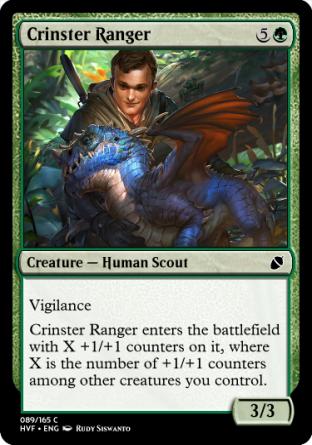 Crinster Ranger 5
Creature — Human Scout
Vigilance
Crinster Ranger enters the battlefield
with X +1/+1 counters on it, where
X is the number of +1/+1 counters
among other creatures you control.
3/3
089/165 C
HVF • ENG Rudy Siswanto